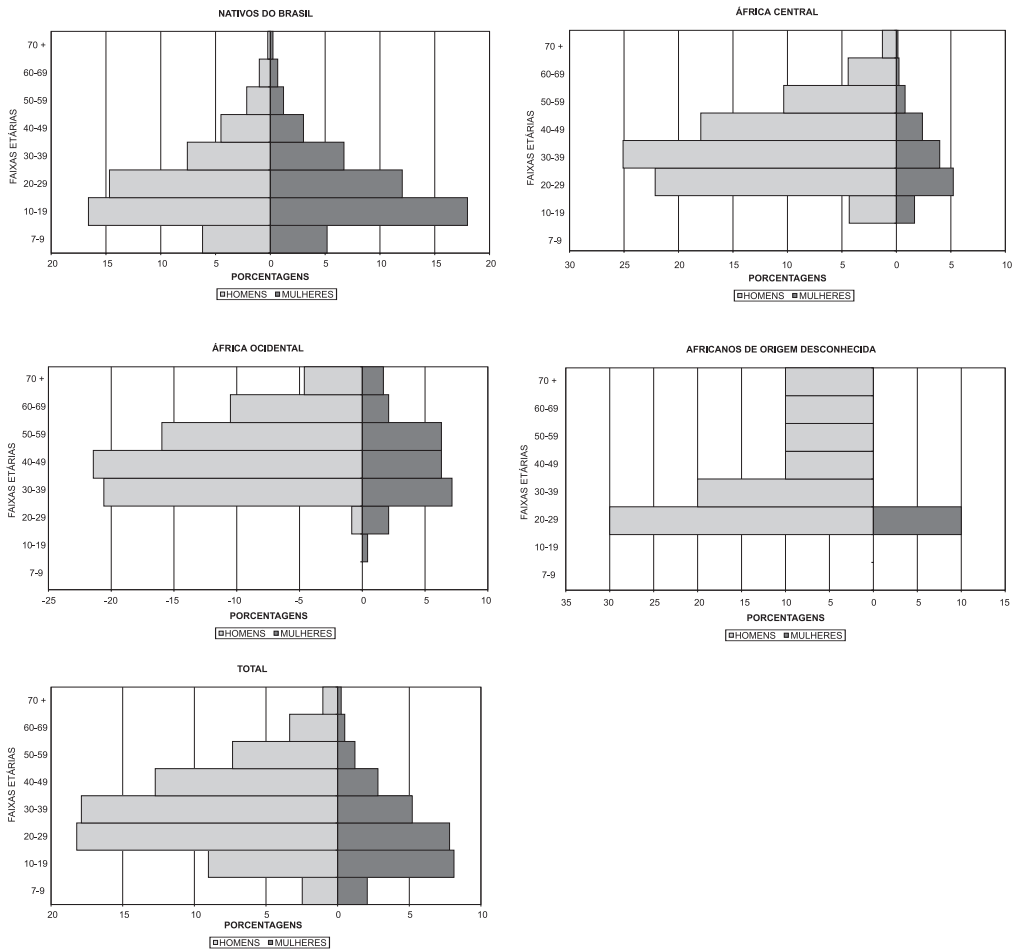 NATIVOS DO BRASIL
FAIXAS ETÁRIAS
70 +
60-69
50-59
40-49
30-39
20-29
10-19
7-9
20 15 10 5 0 5 10 15 20
PORCENTAGENS
HOMENS MULHERES
ÁFRICA CENTRAL
FAIXAS ETÁRIAS
70 +
60-69
50-59
40-49
30-39
20-29
10-19
7-9
30 25 20 15 10 5 0 5 10
PORCENTAGENS
HOMENS MULHERES
ÁFRICA OCIDENTAL
FAIXAS ETÁRIAS
70 +
60-69
50-59
40-49
30-39
20-29
10-19
7-9
-25 -20 -15 -10 -5 0 5 10
PORCENTAGENS
HOMENS MULHERES
AFRICANOS DE ORIGEM DESCONHECIDA
FAIXAS ETÁRIAS
70 +
60-69
50-59
40-49
30-39
20-29
10-19
7-9
35 30 25 20 15 10 5 0 5 10 15
PORCENTAGENS
HOMENS MULHERES
TOTAL
FAIXAS ETÁRIAS
70 +
60-69
50-59
40-49
30-39
20-29
10-19
7-9
20 15 10 5 0 5 10
PORCENTAGENS
HOMENS MULHERES